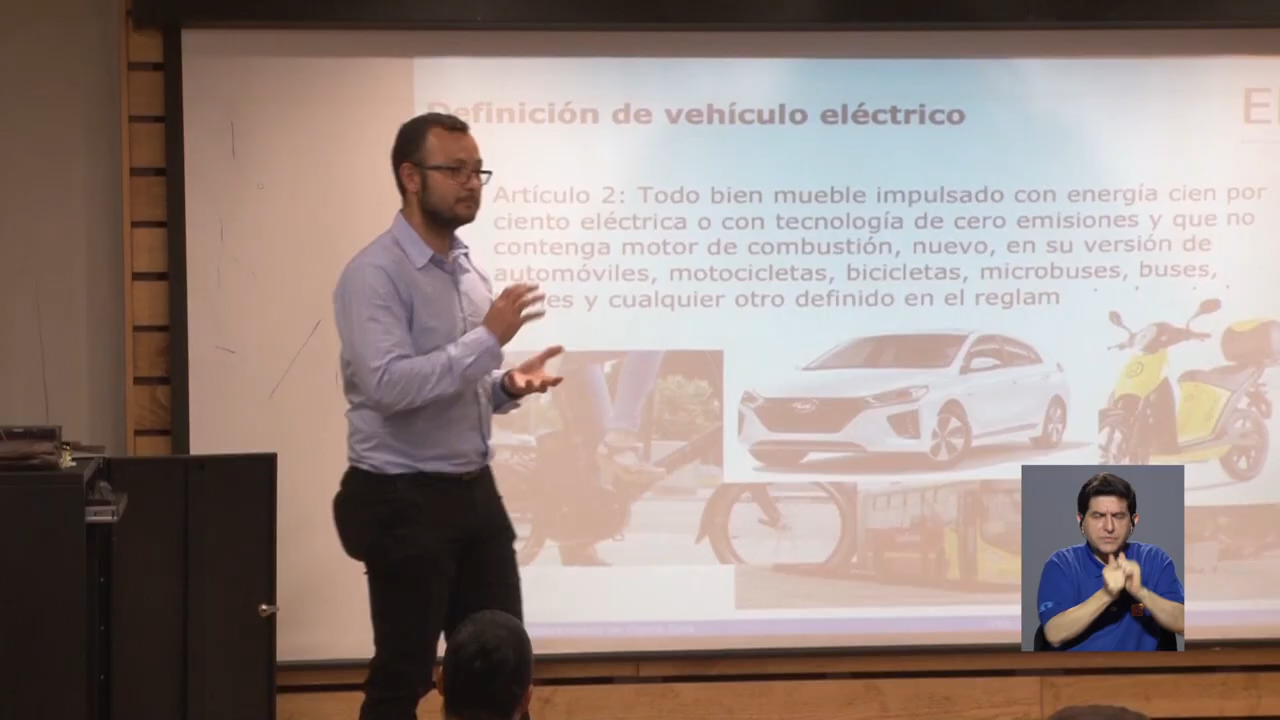 Definición de vehículo eléctrico
E
Artículo 2: Todo bien mueble impulsado con energía cien por
ciento eléctrica o con tecnología de cero emisiones y que no
contenga motor de combustión, nuevo, en su versión de
automóviles, motocicletas, bicicletas, microbuses, buses,
y cualquier otro definido en el reglam